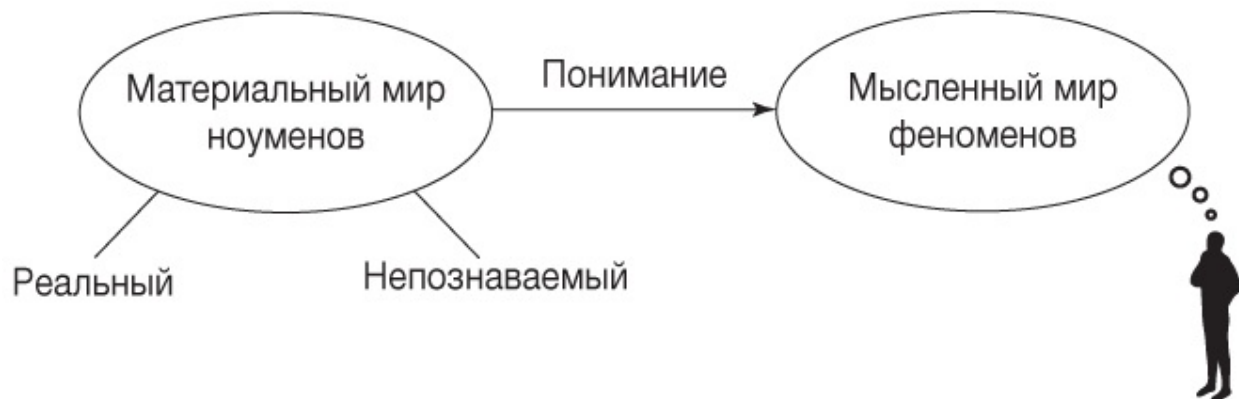 Материальный мир
ноуменов
Понимание
Мысленный мир
феноменов
Реальный
Непознаваемый